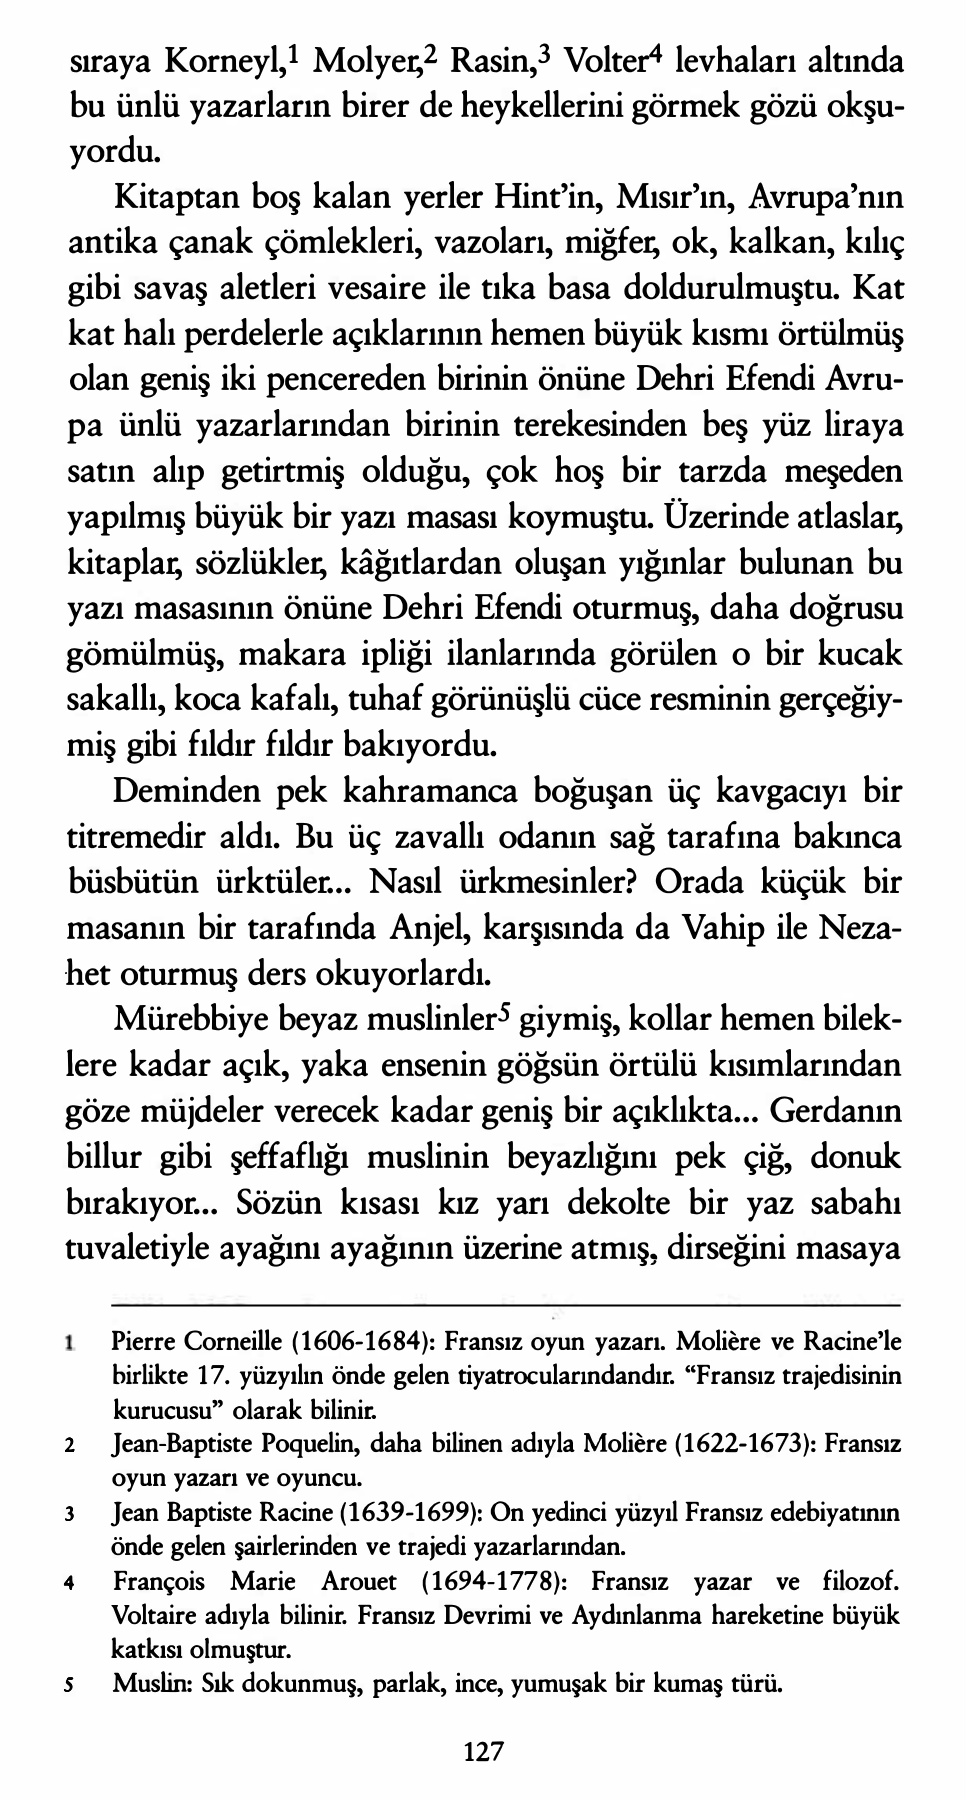 sıraya Korneyl,1 Molyer,2 Rasin,3 Volter4 levhaları altında
bu ünlü yazarların birer de heykellerini görmek gözü okşu-
yordu.
Kitaptan boş kalan yerler Hint’in, Mısır’ın, Avrupa’nın
antika çanak çömlekleri, vazoları, miğfer, ok, kalkan, kılıç
gibi savaş aletleri vesaire ile tıka basa doldurulmuştu. Kat
kat halı perdelerle açıklarının hemen büyük kısmı örtülmüş
olan geniş iki pencereden birinin önüne Dehri Efendi Avru-
pa ünlü yazarlarından birinin terekesinden beş yüz liraya
satın alıp getirtmiş olduğu, çok hoş bir tarzda meşeden
yapılmış büyük bir yazı masası koymuştu. Üzerinde atlaslar,
kitaplar, sözlükler, kâğıtlardan oluşan yığınlar bulunan bu
yazı masasının önüne Dehri Efendi oturmuş, daha doğrusu
gömülmüş, makara ipliği ilanlarında görülen o bir kucak
sakallı, koca kafalı, tuhaf görünüşlü cüce resminin gerçeğiy-
miş gibi fıldır fıldır bakıyordu.
Deminden pek kahramanca boğuşan üç kavgacıyı bir
titremedir aldı. Bu üç zavallı odanın sağ tarafına bakınca
büsbütün ürktüler... Nasıl ürkmesinler? Orada küçük bir
masanın bir tarafında Anjel, karşısında da Vahip ile Neza-
het oturmuş ders okuyorlardı.
Mürebbiye beyaz muslinler5 giymiş, kollar hemen bilek-
lere kadar açık, yaka ensenin göğsün örtülü kısımlarından
göze müjdeler verecek kadar geniş bir açıklıkta... Gerdanın
billur gibi şeffaflığı muslinin beyazlığını pek çiğ, donuk
bırakıyor... Sözün kısası kız yarı dekolte bir yaz sabahı
tuvaletiyle ayağını ayağının üzerine atmış, dirseğini masaya
1 Pierre Corneille (1606-1684): Fransız oyun yazarı. Molière ve Racine’le
birlikte 17. yüzyılın önde gelen tiyatrocularındandır. “Fransız trajedisinin
kurucusu” olarak bilinir.
2 Jean-Baptiste Poquelin, daha bilinen adıyla Molière (1622-1673): Fransız
oyun yazarı ve oyuncu.
3 Jean Baptiste Racine (1639-1699): On yedinci yüzyıl Fransız edebiyatının
önde gelen şairlerinden ve trajedi yazarlarından.
4 François Marie Arouet (1694-1778): Fransız yazar ve filozof.
Voltaire adıyla bilinir. Fransız Devrimi ve Aydınlanma hareketine büyük
katkısı olmuştur.
5 Muslin: Sık dokunmuş, parlak, ince, yumuşak bir kumaş türü.
127